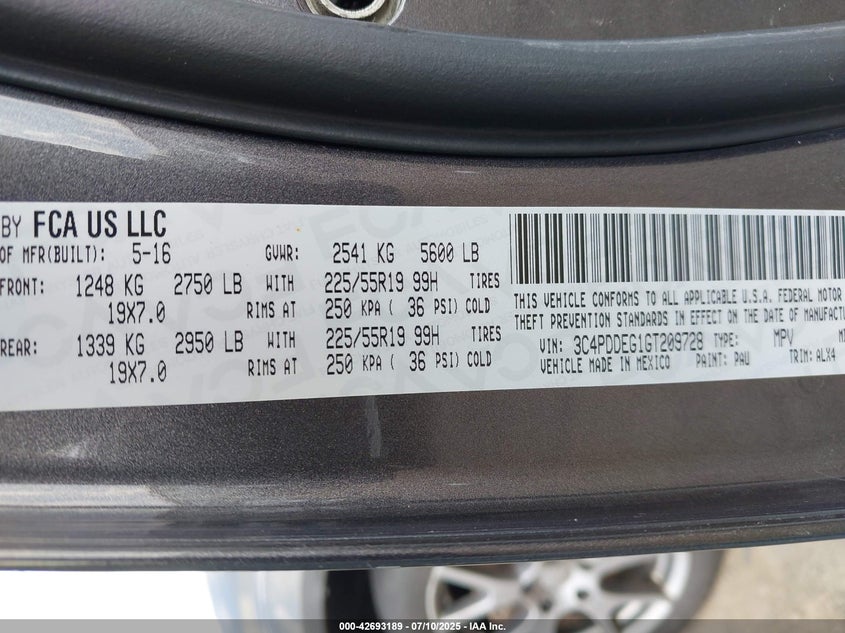 BY FCA US LLC
OF MFR(BUILT): 5-16 GVWR: 2541 KG 5600 LB
FRONT: 1248 KG 2750 LB WITH 225/55R19 99H TIRES
19X7.0 RIMS AT 250 KPA ( 36 PSI) COLD
REAR: 1339 KG 2950 LB WITH 225/55R19 99H TIRES
19X7.0 RIMS AT 250 KPA ( 36 PSI) COLD
THIS VEHICLE CONFORMS TO ALL APPLICABLE U.S.A. FEDERAL MOTOR
THEFT PREVENTION STANDARDS IN EFFECT ON THE DATE OF MANUFACTU
VIN: 3C4PDDEG1GT209728 TYPE: MPV
VEHICLE MADE IN MEXICO PAINT: PAU TRIM: ALX4
000-42693189 - 07/10/2025 - IAA Inc.